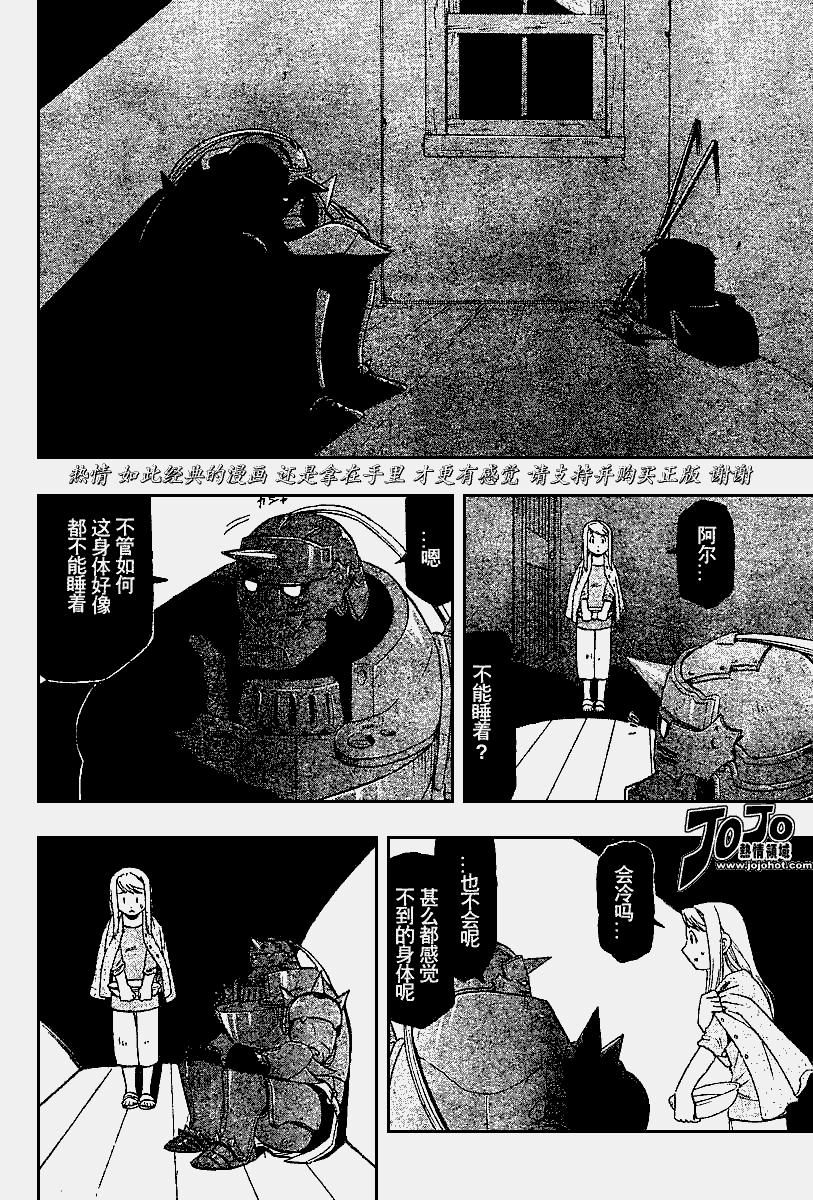 热情 如此经典的漫画 还是拿在手里 才更有感觉 请支持并购买正版 谢谢
阿尔…
不能睡着？
…嗯
不管如何
这身体好像
都不能睡着
JOJO
熱情領域
www.jojohot.com
会冷吗…
…也不会呢
甚么都感觉
不到的身体呢